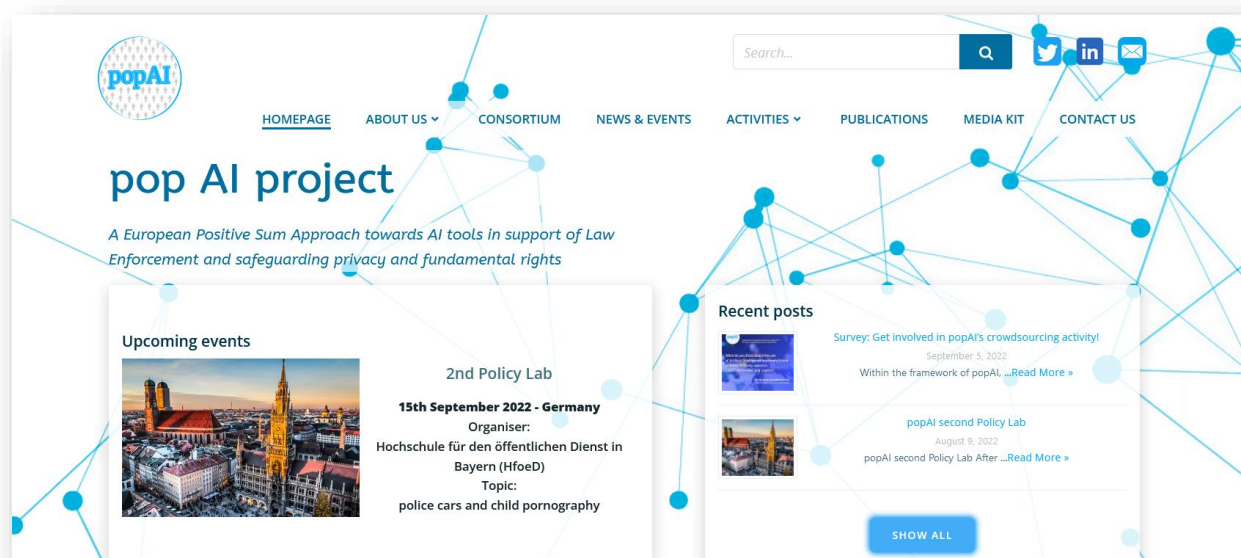 popAI
Search...
HOMEPAGE
ABOUT US
CONSORTIUM
NEWS & EVENTS
ACTIVITIES
PUBLICATIONS
MEDIA KIT
CONTACT US
pop AI project
A European Positive Sum Approach towards AI tools in support of Law
Enforcement and safeguarding privacy and fundamental rights
Upcoming events
2nd Policy Lab
15th September 2022 - Germany
Organiser:
Hochschule für den öffentlichen Dienst in
Bayern (HfoeD)
Topic:
police cars and child pornography
Recent posts
Survey: Get involved in popAI's crowdsourcing activity!
September 5, 2022
Within the framework of popAI, ...Read More »
popAI second Policy Lab
August 9, 2022
popAI second Policy Lab After ...Read More »
SHOW ALL